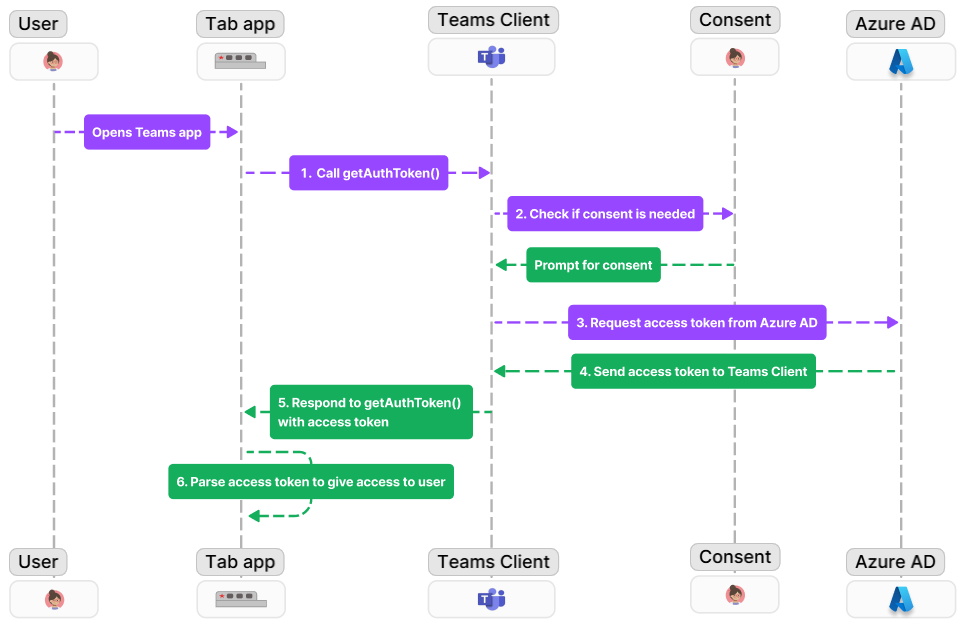 User
Tab app
Teams Client
Consent
Azure AD
Opens Teams app
1. Call getAuthToken()
2. Check if consent is needed
Prompt for consent
3. Request access token from Azure AD
4. Send access token to Teams Client
5. Respond to getAuthToken()
with access token
6. Parse access token to give access to user
User
Tab app
Teams Client
Consent
Azure AD